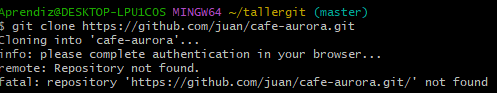 Aprendiz@DESKTOP-LPU1COS MINGW64 ~/tallergit (master)
$ git clone https://github.com/juan/cafe-aurora.git
Cloning into 'cafe-aurora'...
info: please complete authentication in your browser...
remote: Repository not found.
fatal: repository 'https://github.com/juan/cafe-aurora.git/' not found